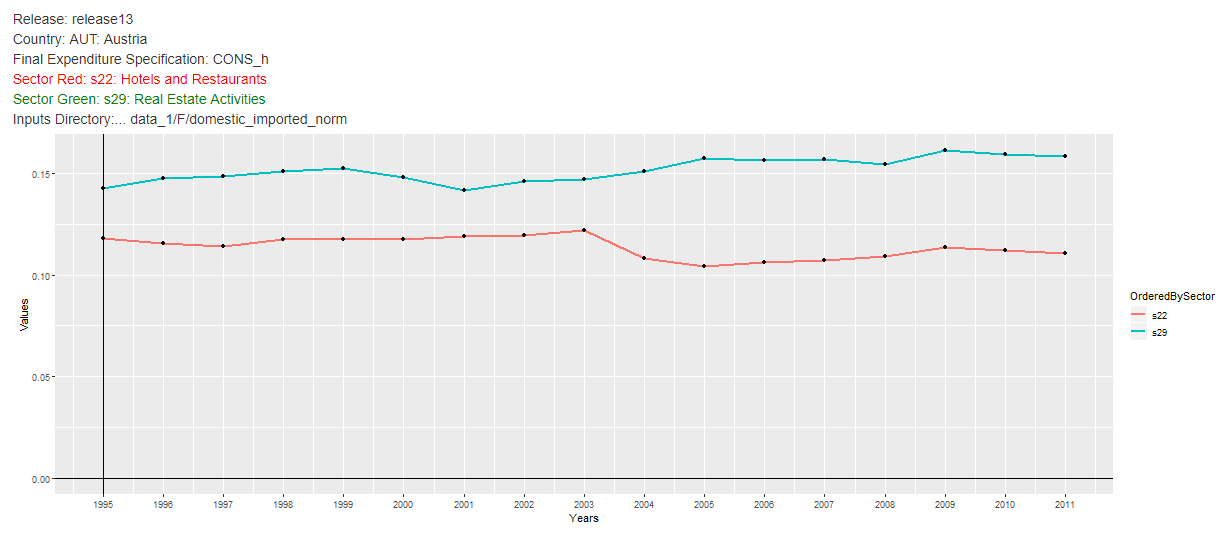 Release: release13
Country: AUT: Austria
Final Expenditure Specification: CONS_h
Sector Red: s22: Hotels and Restaurants
Sector Green: s29: Real Estate Activities
Inputs Directory:... data_1/F/domestic_imported_norm
0.15
0.10
0.05
0.00
Values
1995 1996 1997 1998 1999 2000 2001 2002 2003 2004 2005 2006 2007 2008 2009 2010 2011
Years
OrderedBySector
s22
s29